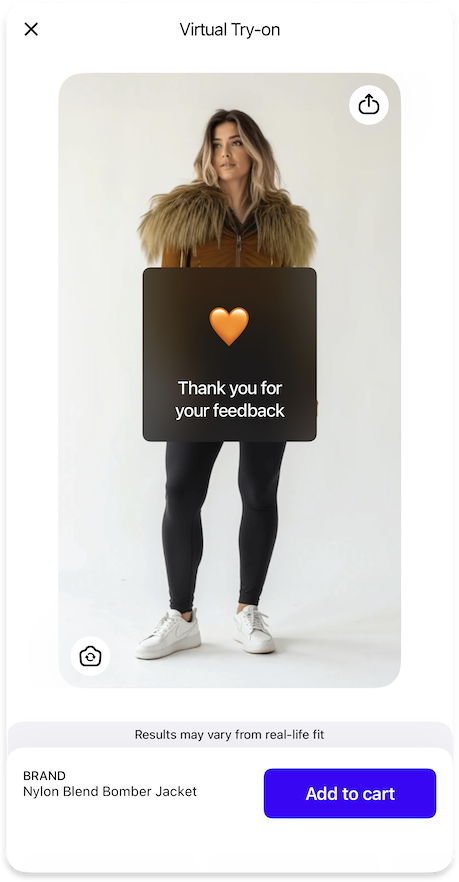 Virtual Try-on
Thank you for
your feedback
Results may vary from real-life fit
BRAND
Nylon Blend Bomber Jacket
Add to cart